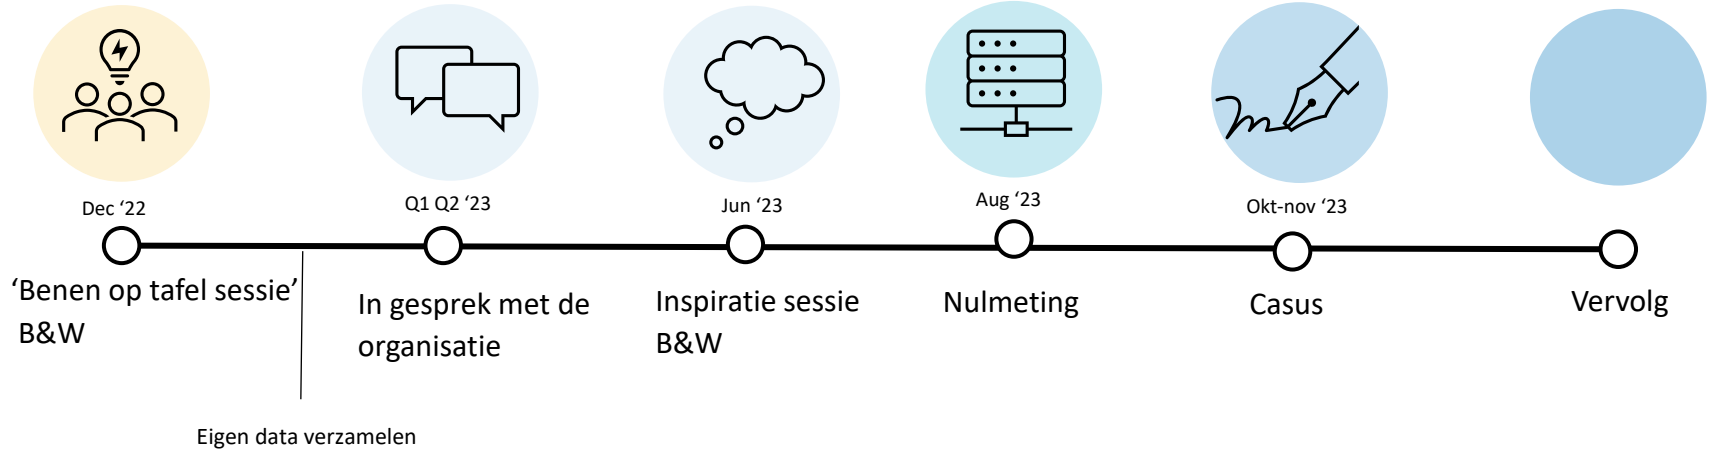 Dec ‘22
Q1 Q2 ‘23
Jun ‘23
Aug ‘23
Okt-nov ‘23
‘Benen op tafel sessie’
B&W
In gesprek met de
organisatie
Inspiratie sessie
B&W
Nulmeting
Casus
Vervolg
Eigen data verzamelen